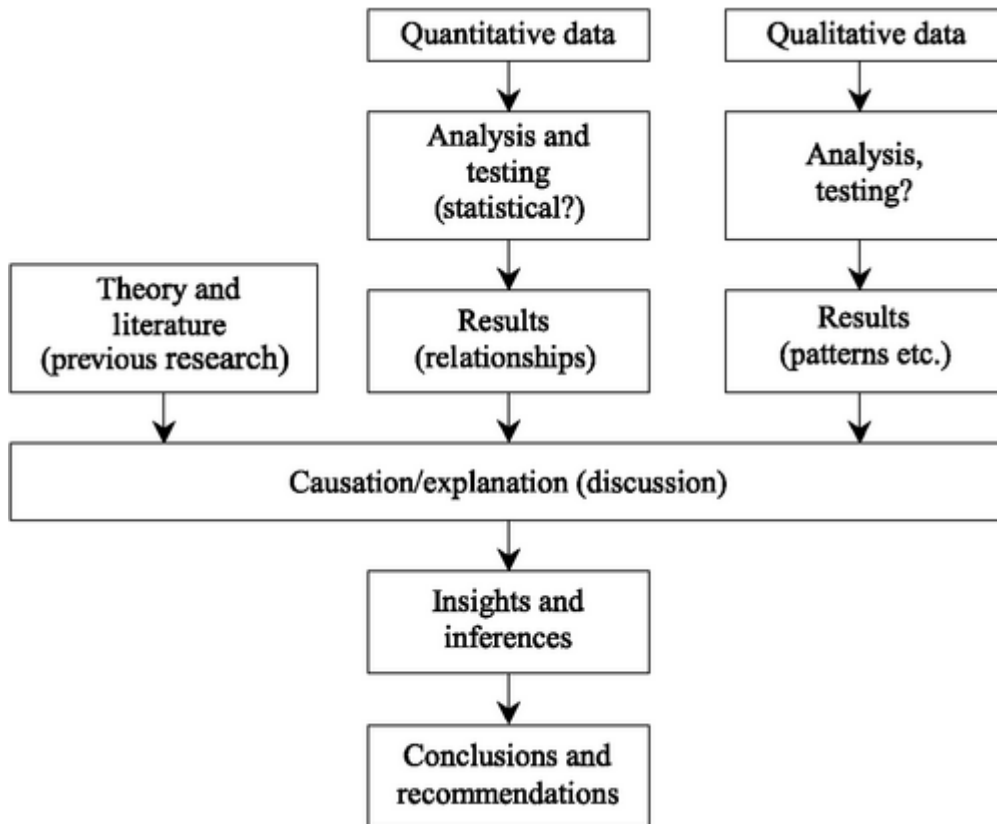 Quantitative data
Qualitative data
Analysis and
testing
(statistical?)
Analysis,
testing?
Theory and
literature
(previous research)
Results
(relationships)
Results
(patterns etc.)
Causation/explanation (discussion)
Insights and
inferences
Conclusions and
recommendations